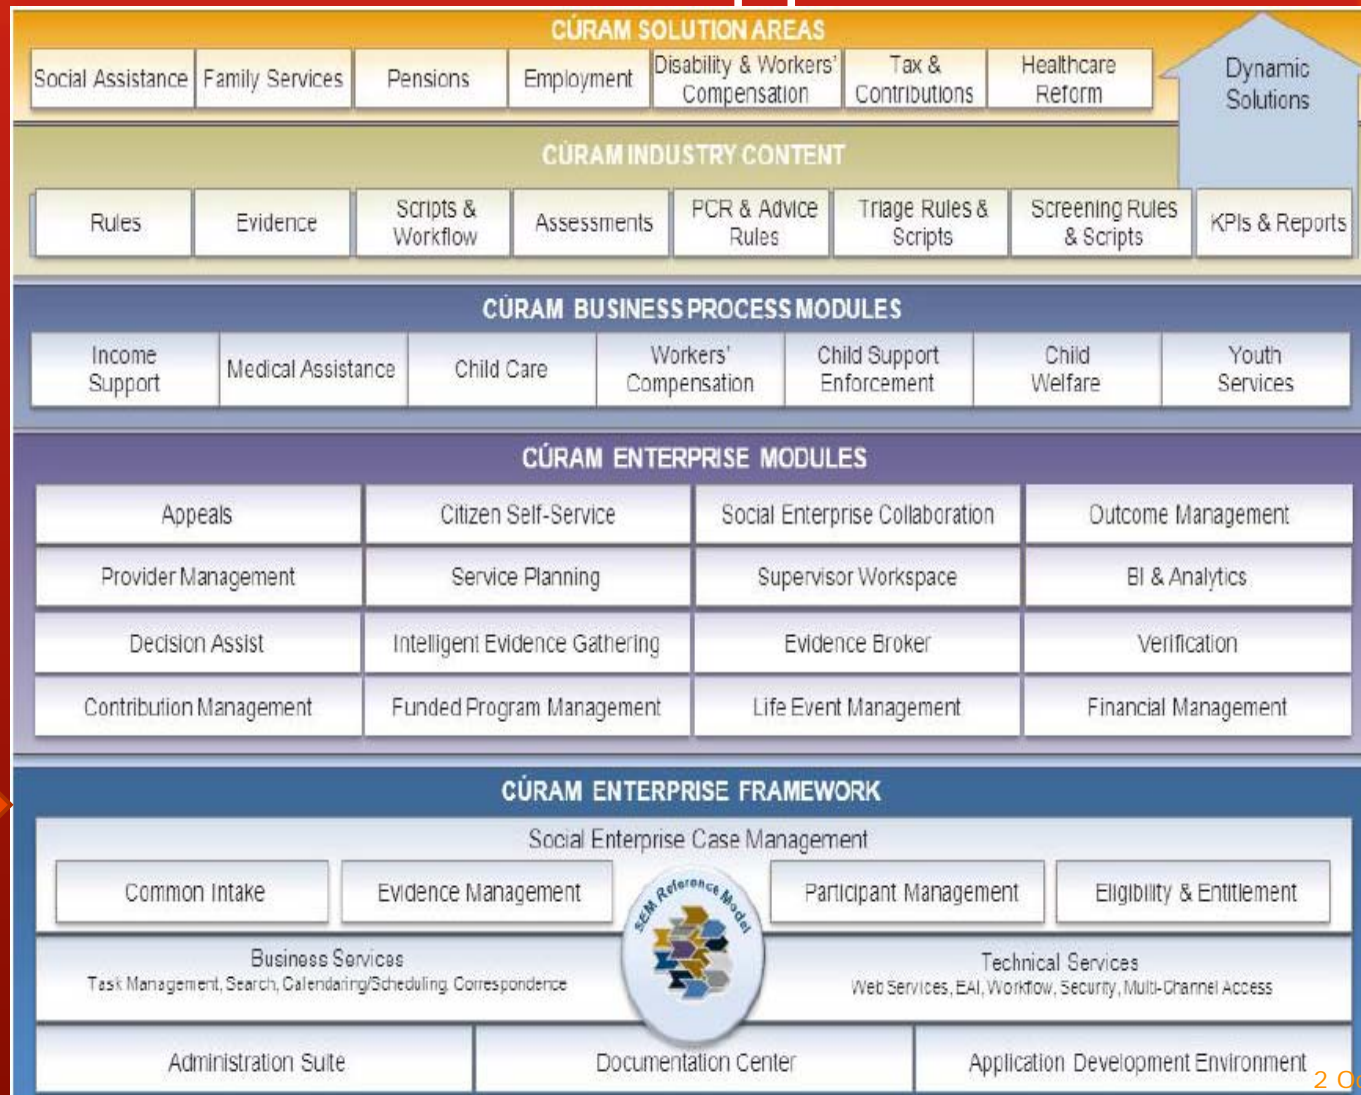 CÚRAM SOLUTION AREAS
Social Assistance
Family Services
Pensions
Employment
Disability & Workers'
Compensation
Tax &
Contributions
Healthcare
Reform
Dynamic
Solutions
CÚRAM INDUSTRY CONTENT
Rules
Evidence
Scripts &
Workflow
Assessments
PCR & Advice
Rules
Triage Rules &
Scripts
Screening Rules
& Scripts
KPIs & Reports
CÚRAM BUSINESS PROCESS MODULES
Income
Support
Medical Assistance
Child Care
Workers'
Compensation
Child Support
Enforcement
Child
Welfare
Youth
Services
CÚRAM ENTERPRISE MODULES
Appeals
Citizen Self-Service
Social Enterprise Collaboration
Outcome Management
Provider Management
Service Planning
Supervisor Workspace
BI & Analytics
Decision Assist
Intelligent Evidence Gathering
Evidence Broker
Verification
Contribution Management
Funded Program Management
Life Event Management
Financial Management
CÚRAM ENTERPRISE FRAMEWORK
Social Enterprise Case Management
Common Intake
Evidence Management
SEM Reference Model
Participant Management
Eligibility & Entitlement
Business Services
Task Management, Search, Calendaring/Scheduling, Correspondence
Technical Services
Web Services, EAI, Workflow, Security, Multi-Channel Access
Administration Suite
Documentation Center
Application Development Environment
2